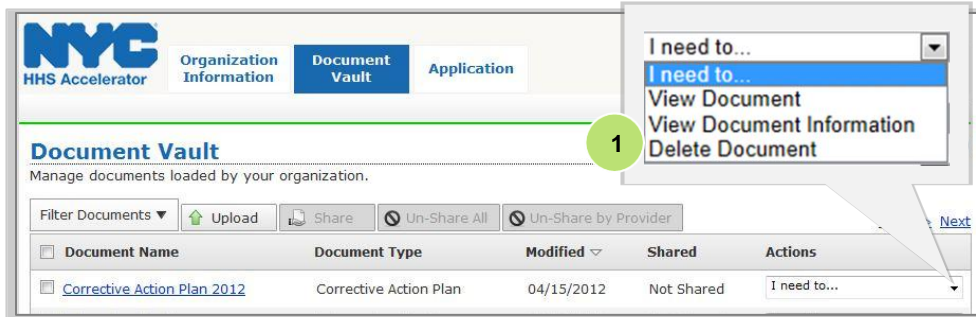 NYC
HHS Accelerator
Organization Information
Document Vault
Application
I need to...
I need to...
View Document
View Document Information
Delete Document
1
Document Vault
Manage documents loaded by your organization.
Filter Documents ▼ Upload Share Un-Share All Un-Share by Provider Next
Document Name Document Type Modified Shared Actions
Corrective Action Plan 2012 Corrective Action Plan 04/15/2012 Not Shared I need to...